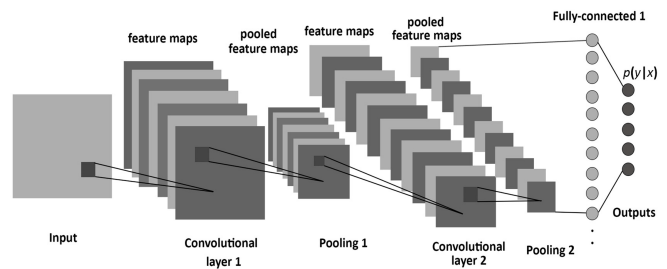 feature maps
pooled
feature maps
feature maps
pooled
feature maps
Fully-connected 1
p(y|x)
Input
Convolutional
layer 1
Pooling 1
Convolutional
layer 2
Pooling 2
Outputs